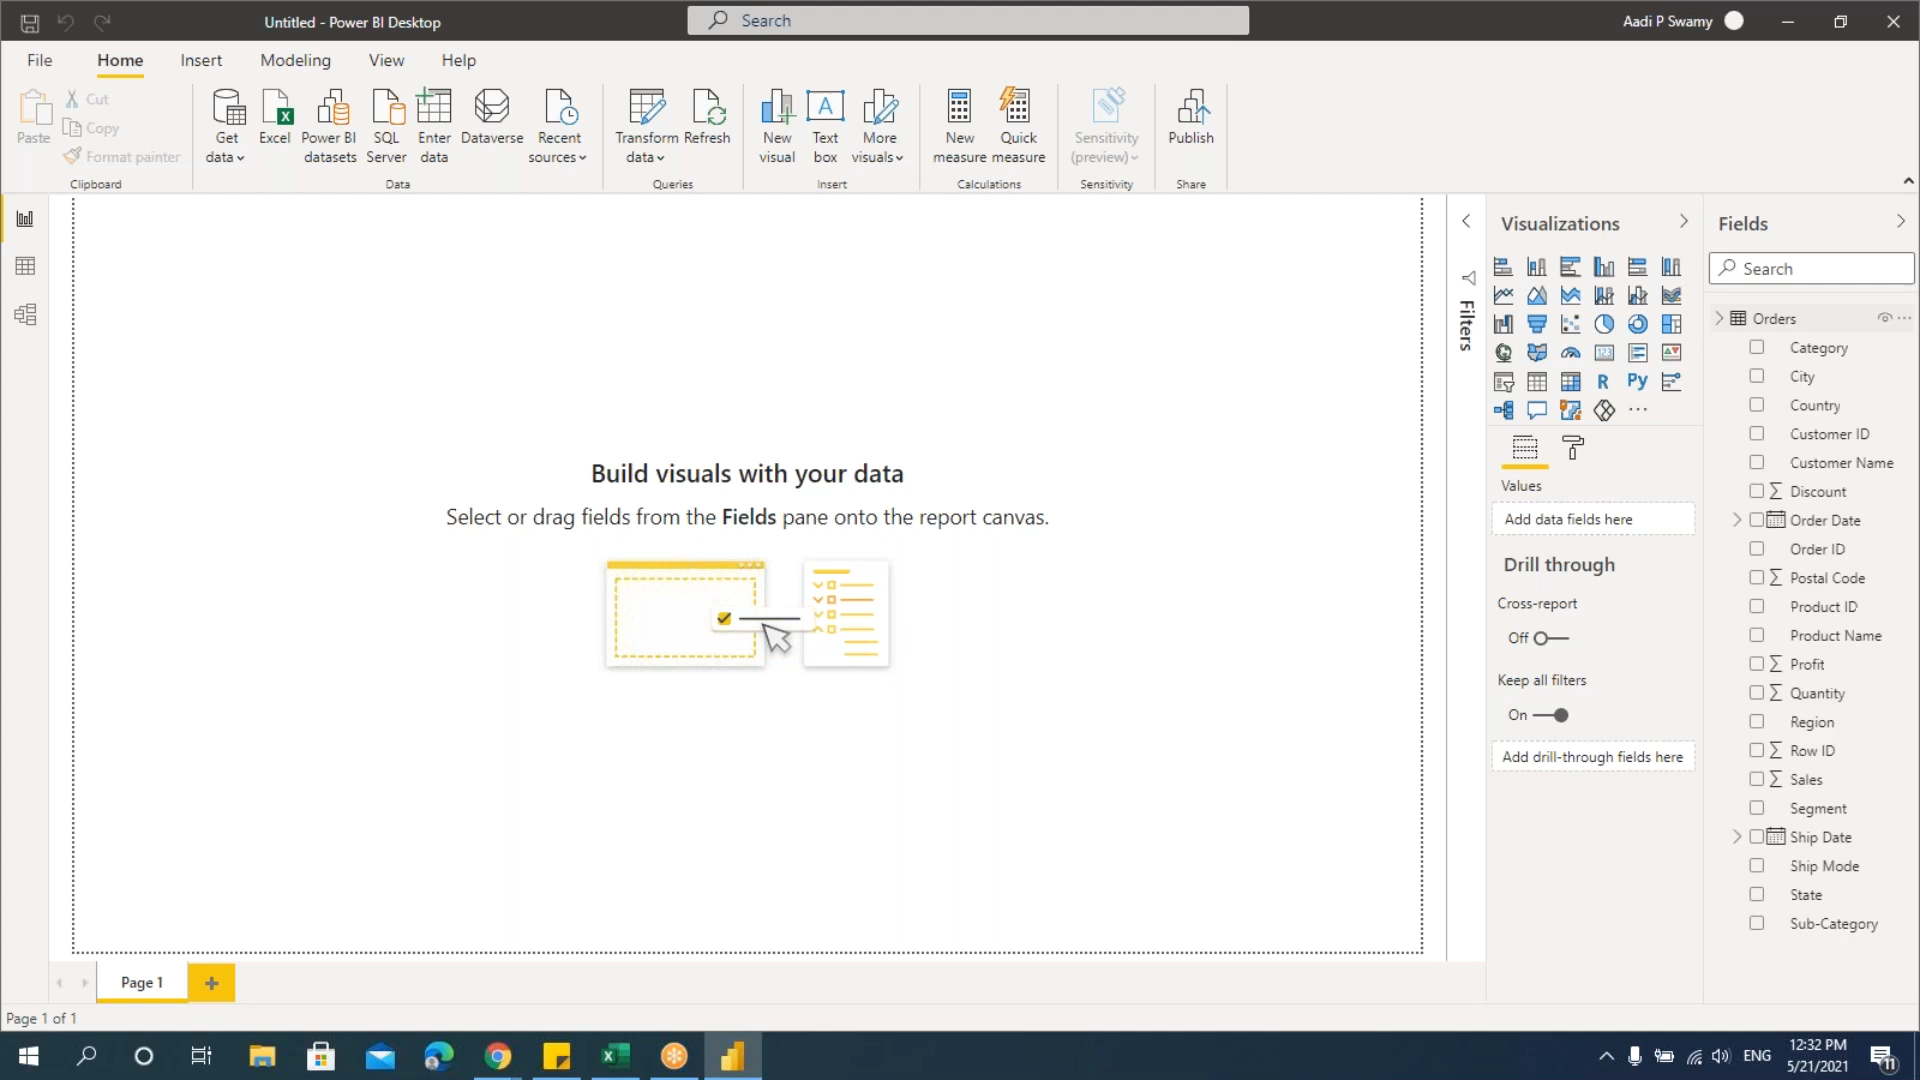 Untitled - Power BI Desktop
Search
Aadi P Swamy
File
Home
Insert
Modeling
View
Help
Paste
Cut
Copy
Format painter
Clipboard
Get data
Excel
Power BI datasets
SQL Server
Enter data
Dataverse
Recent sources
Data
Transform data
Refresh
Queries
New visual
Text box
More visuals
Insert
New measure
Quick measure
Calculations
Sensitivity (preview)
Sensitivity
Publish
Share
Build visuals with your data
Select or drag fields from the Fields pane onto the report canvas.
Filters
Visualizations
R
Py
Values
Add data fields here
Drill through
Cross-report
Off
Keep all filters
On
Add drill-through fields here
Fields
Search
Orders
Category
City
Country
Customer ID
Customer Name
Discount
Order Date
Order ID
Postal Code
Product ID
Product Name
Profit
Quantity
Region
Row ID
Sales
Segment
Ship Date
Ship Mode
State
Sub-Category
Page 1
Page 1 of 1
ENG
12:32 PM
5/21/2021
11